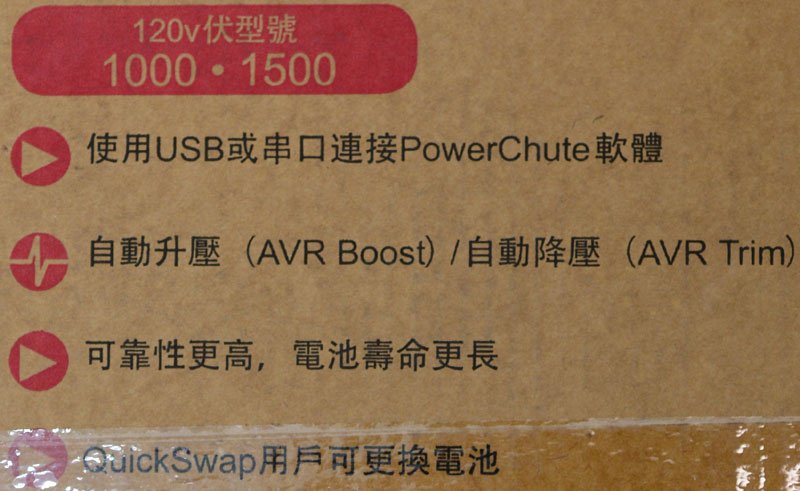 120v伏型號
1000・1500
使用USB或串口連接PowerChute軟體
自動升壓（AVR Boost）/自動降壓（AVR Trim）
可靠性更高，電池壽命更長
QuickSwap用戶可更換電池